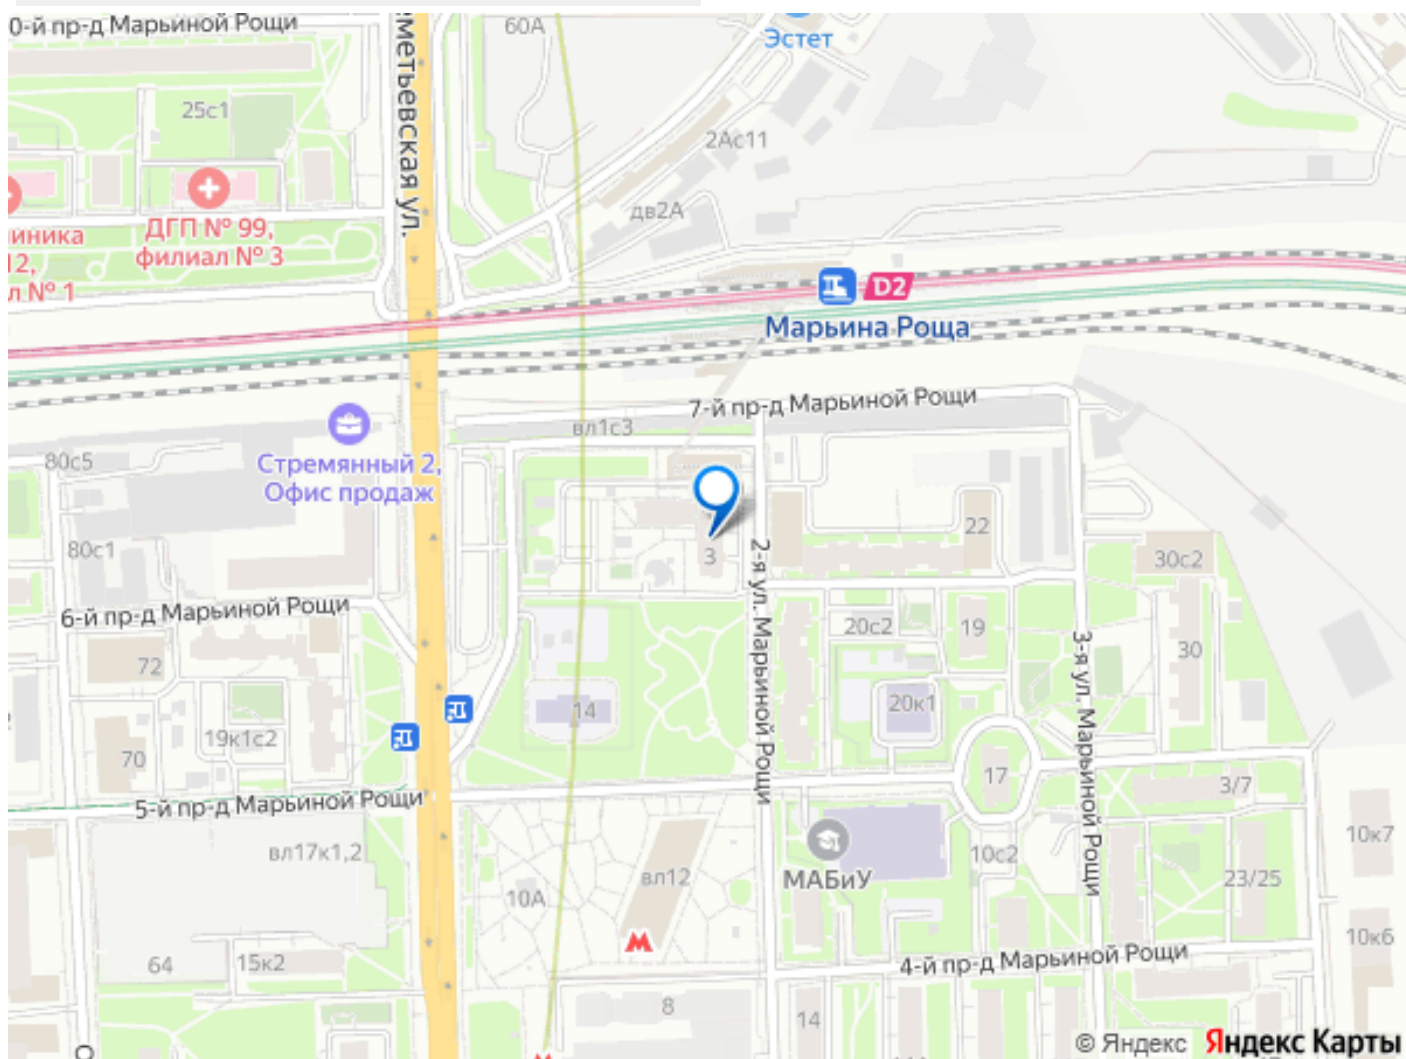 0-й пр-д Марьиной Рощи
60А
Эстет
метьевская ул.
25с1
2Ас11
дв2А
ДГП № 99,
филиал № 3
иника
12,
л № 1
D2
Марьина Роща
7-й пр-д Марьиной Рощи
вл1с3
80с5
Стремянный 2,
Офис продаж
22
80с1
3
30с2
2-я ул. Марьиной Рощи
6-й пр-д Марьиной Рощи
20с2
19
3-я ул. Марьиной Рощи
30
72
20к1
14
19к1с2
70
17
3/7
5-й пр-д Марьиной Рощи
10к7
вл17к1,2
10с2
МАБиУ
вл12
23/25
10А
10к6
64
15к2
4-й пр-д Марьиной Рощи
8
14
© Яндекс Яндекс Карты